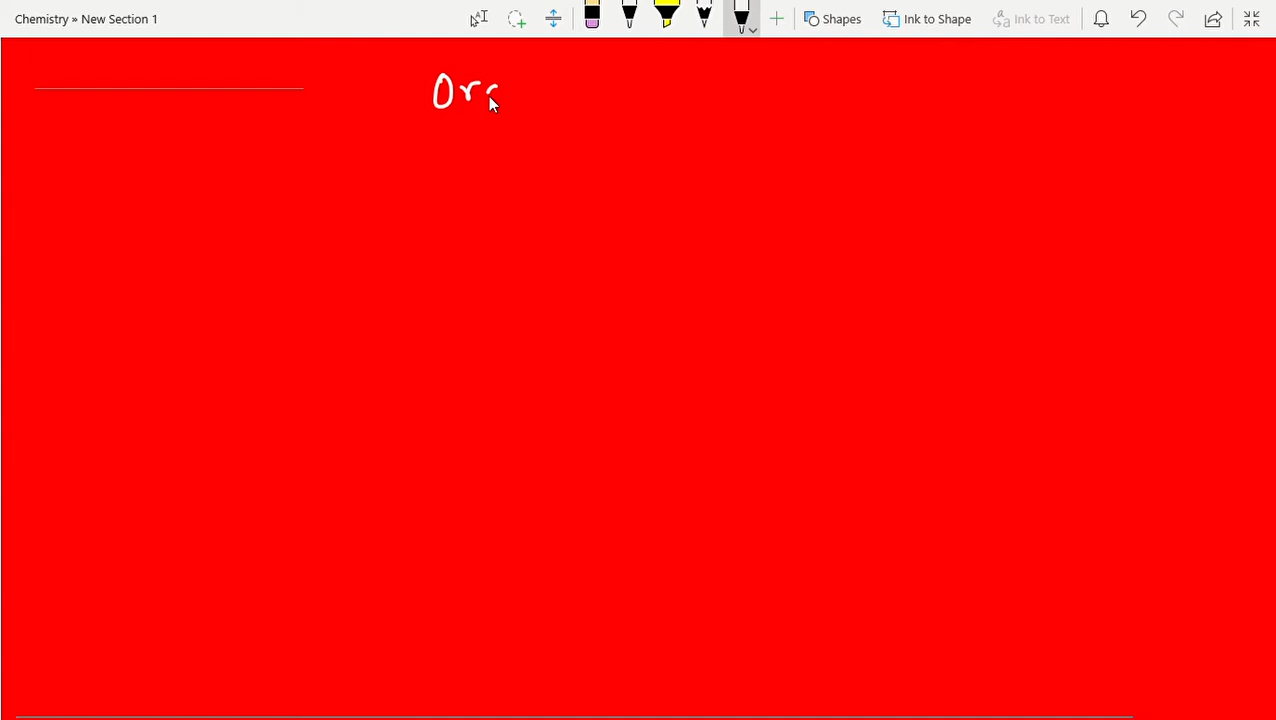 Chemistry » New Section 1
Shapes
Ink to Shape
Ink to Text
Or